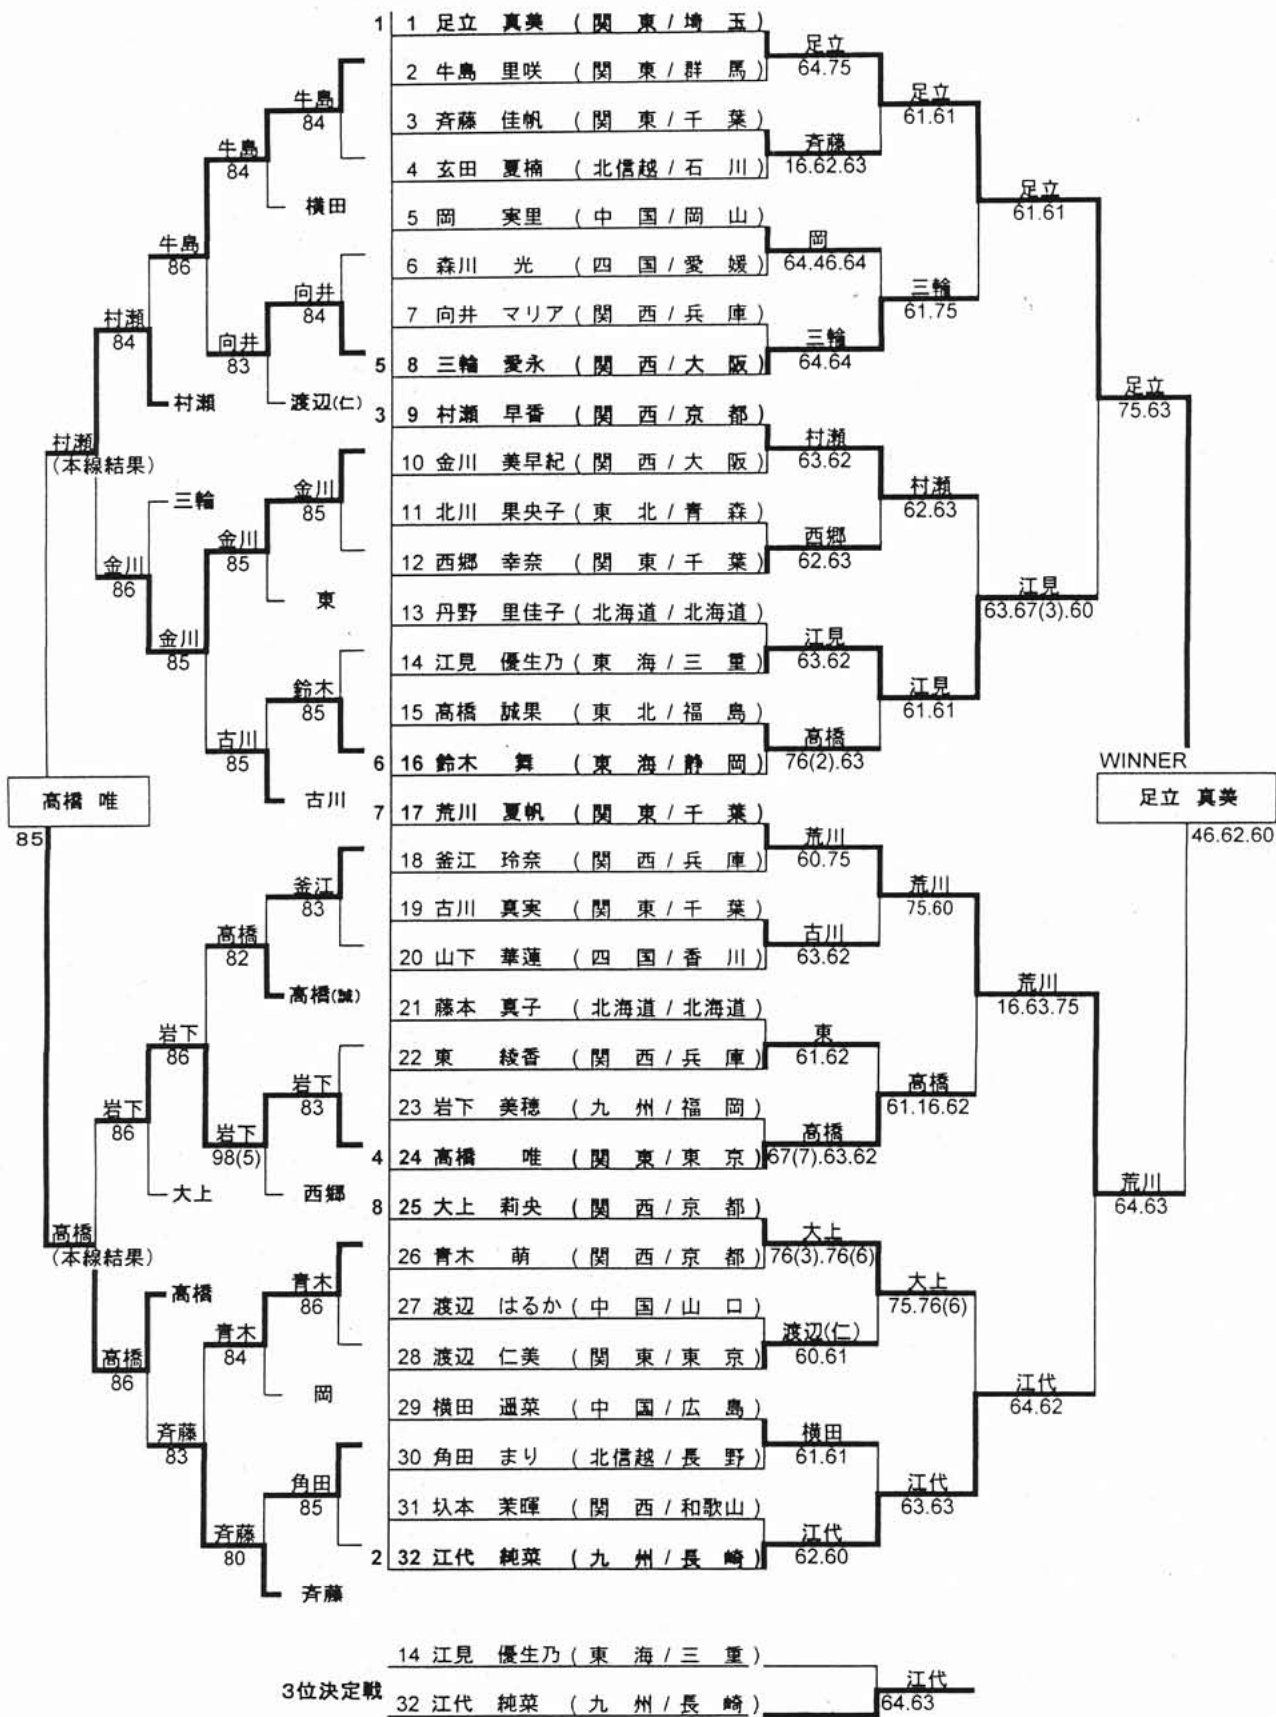 1 1 足立 真美 (関 東/埼 玉)
2 牛島 里咲 (関 東/群 馬)
3 斉藤 佳帆 (関 東/千 葉)
4 玄田 夏楠 (北信越/石 川)
5 岡 実里 (中 国/岡 山)
6 森川 光 (四 国/愛 媛)
7 向井 マリア (関 西/兵 庫)
5 8 三輪 愛永 (関 西/大 阪)
3 9 村瀬 早香 (関 西/京 都)
10 金川 美早紀 (関 西/大 阪)
11 北川 果央子 (東 北/青 森)
12 西郷 幸奈 (関 東/千 葉)
13 丹野 里佳子 (北海道/北海道)
14 江見 優生乃 (東 海/三 重)
15 高橋 誠果 (東 北/福 島)
6 16 鈴木 舞 (東 海/静 岡)
7 17 荒川 夏帆 (関 東/千 葉)
18 釜江 玲奈 (関 西/兵 庫)
19 古川 真実 (関 東/千 葉)
20 山下 華蓮 (四 国/香 川)
21 藤本 真子 (北海道/北海道)
22 東 綾香 (関 西/兵 庫)
23 岩下 美穂 (九 州/福 岡)
4 24 高橋 唯 (関 東/東 京)
8 25 大上 莉央 (関 西/京 都)
26 青木 萌 (関 西/京 都)
27 渡辺 はるか (中 国/山 口)
28 渡辺 仁美 (関 東/東 京)
29 横田 遥菜 (中 国/広 島)
30 角田 まり (北信越/長 野)
31 圦本 茉暉 (関 西/和歌山)
2 32 江代 純菜 (九 州/長 崎)
足立
64.75
斉藤
16.62.63
岡
64.46.64
三輪
64.64
村瀬
63.62
西郷
62.63
江見
63.62
高橋
76(2).63
荒川
60.75
古川
63.62
東
61.62
高橋
67(7).63.62
大上
76(3).76(6)
渡辺(仁)
60.61
横田
61.61
江代
62.60
足立
61.61
三輪
61.75
村瀬
62.63
江見
61.61
荒川
75.60
高橋
61.16.62
大上
75.76(6)
江代
63.63
足立
61.61
江見
63.67(3).60
荒川
16.63.75
江代
64.62
足立
75.63
荒川
64.63
WINNER
足立 真美
46.62.60
牛島
84
向井
84
金川
85
鈴木
85
釜江
83
岩下
83
青木
86
角田
85
牛島
84
横田
向井
83
渡辺(仁)
金川
85
東
古川
85
古川
高橋
82
高橋(誠)
岩下
98(5)
西郷
青木
84
岡
斉藤
80
斉藤
牛島
86
金川
85
岩下
86
斉藤
83
村瀬
84
村瀬
三輪
金川
86
岩下
86
大上
高橋
高橋
86
村瀬
(本線結果)
高橋
(本線結果)
高橋 唯
85
3位決定戦
14 江見 優生乃 (東 海/三 重)
32 江代 純菜 (九 州/長 崎)
江代
64.63